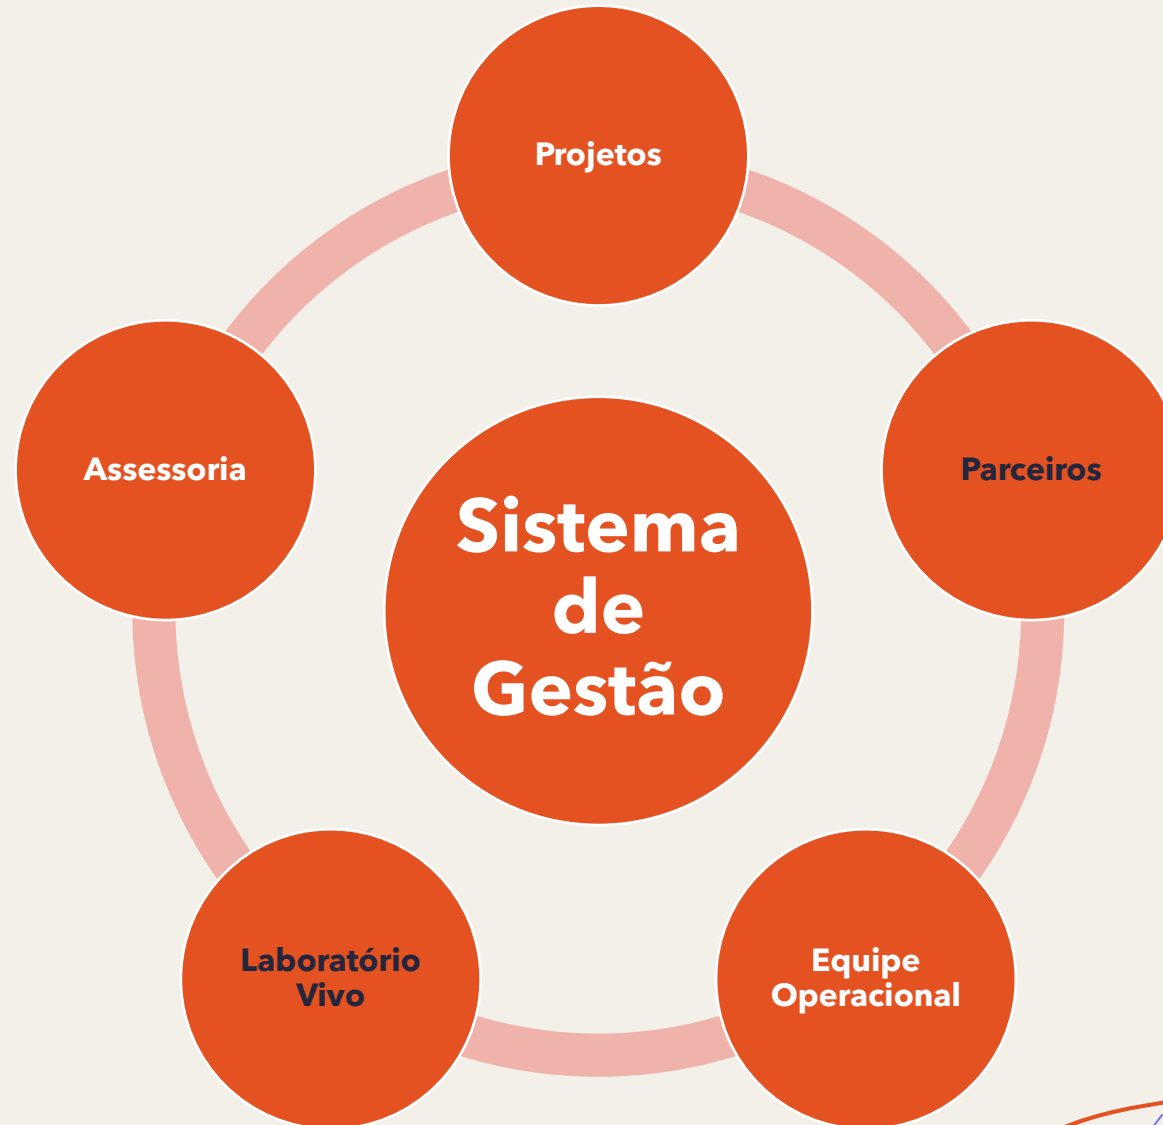 Projetos
Assessoria
Parceiros
Sistema
de
Gestão
Laboratório
Vivo
Equipe
Operacional